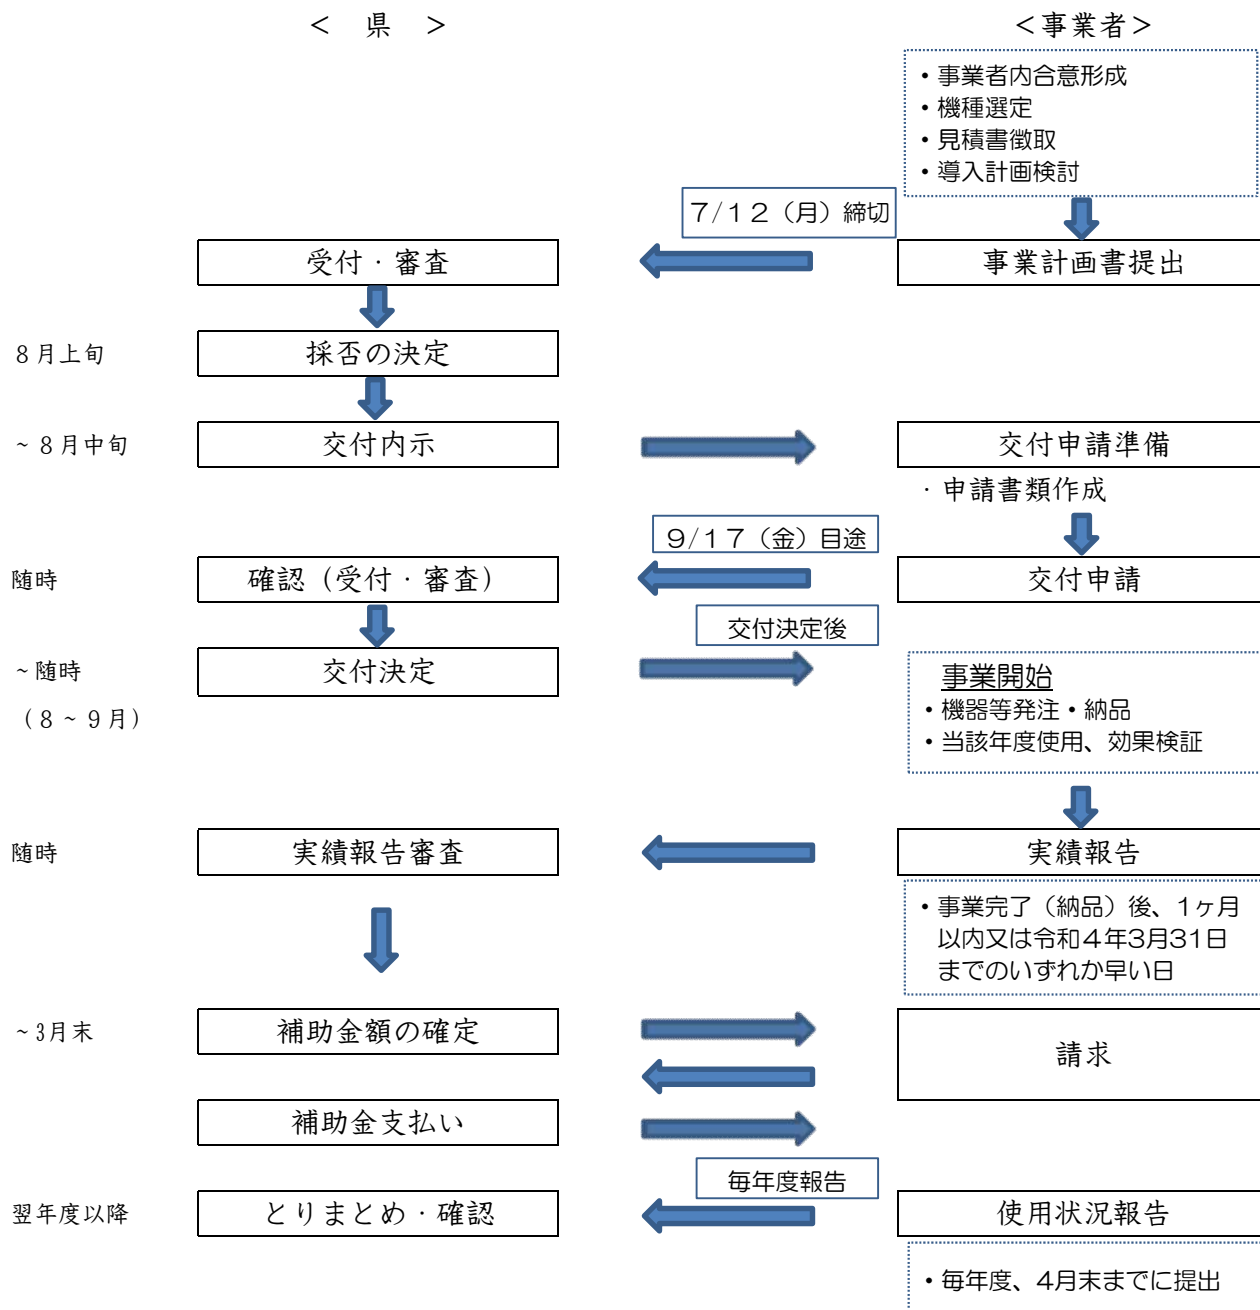 ＜　県　＞
＜事業者＞
・事業者内合意形成
・機種選定
・見積書徴取
・導入計画検討
７/１２（月）締切
受付・審査
事業計画書提出
８月上旬
採否の決定
～８月中旬
交付内示
交付申請準備
・申請書類作成
９/１７（金）目途
随時
確認（受付・審査）
交付申請
交付決定後
～随時
交付決定
（８～９月）
事業開始
・機器等発注・納品
・当該年度使用、効果検証
随時
実績報告審査
実績報告
・事業完了（納品）後、1ヶ月
以内又は令和４年3月31日
までのいずれか早い日
～3月末
補助金額の確定
請求
補助金支払い
毎年度報告
翌年度以降
とりまとめ・確認
使用状況報告
・毎年度、4月末までに提出